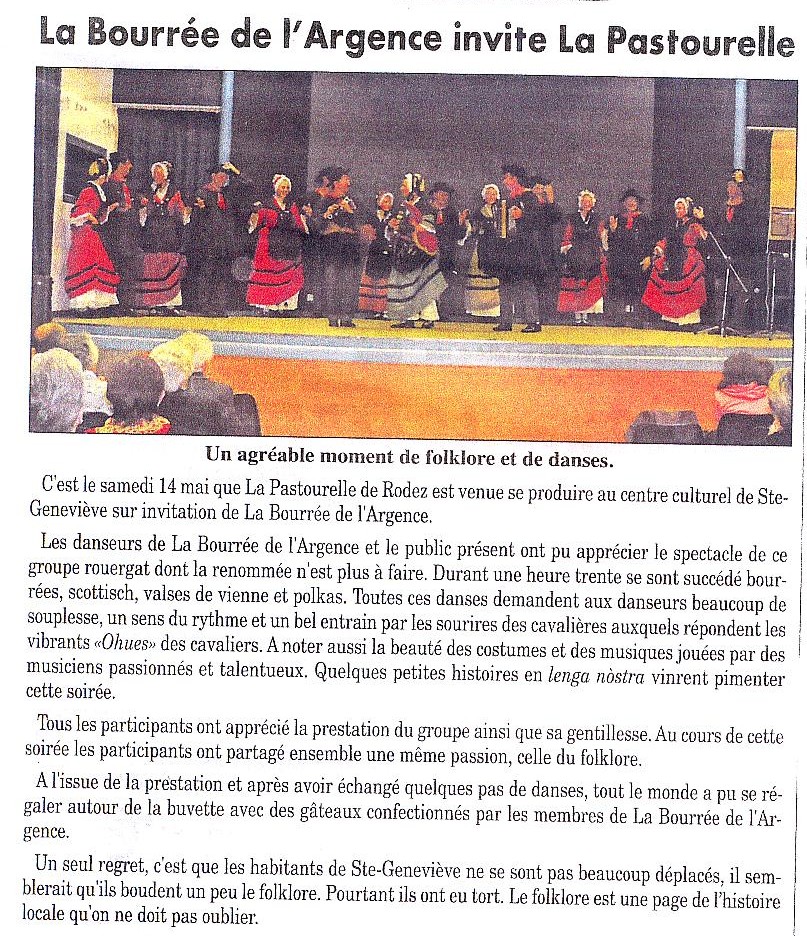 La Bourrée de l'Argence invite La Pastourelle
Un agréable moment de folklore et de danses.
C'est le samedi 14 mai que La Pastourelle de Rodez est venue se produire au centre culturel de Ste-
Geneviève sur invitation de La Bourrée de l'Argence.
Les danseurs de La Bourrée de l'Argence et le public présent ont pu apprécier le spectacle de ce
groupe rouergat dont la renommée n'est plus à faire. Durant une heure trente se sont succédé bour-
rées, scottisch, valses de vienne et polkas. Toutes ces danses demandent aux danseurs beaucoup de
souplesse, un sens du rythme et un bel entrain par les sourires des cavalières auxquels répondent les
vibrants «Ohues» des cavaliers. A noter aussi la beauté des costumes et des musiques jouées par des
musiciens passionnés et talentueux. Quelques petites histoires en lenga nòstra vinrent pimenter
cette soirée.
Tous les participants ont apprécié la prestation du groupe ainsi que sa gentillesse. Au cours de cette
soirée les participants ont partagé ensemble une même passion, celle du folklore.
A l'issue de la prestation et après avoir échangé quelques pas de danses, tout le monde a pu se ré-
galer autour de la buvette avec des gâteaux confectionnés par les membres de La Bourrée de l'Ar-
gence.
Un seul regret, c'est que les habitants de Ste-Geneviève ne se sont pas beaucoup déplacés, il sem-
blerait qu'ils boudent un peu le folklore. Pourtant ils ont eu tort. Le folklore est une page de l'histoire
locale qu'on ne doit pas oublier.